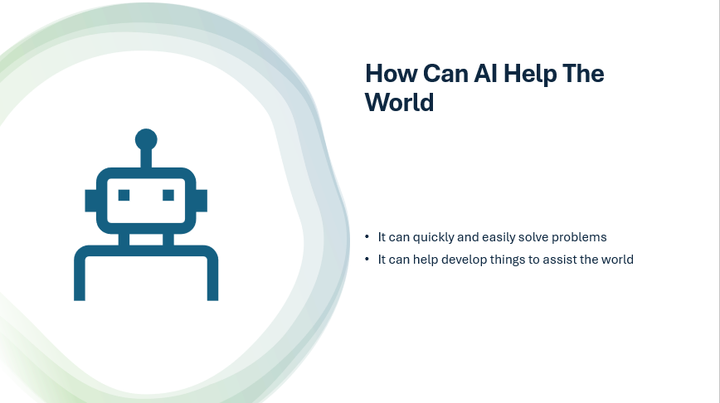 How Can AI Help The
World
• It can quickly and easily solve problems
• It can help develop things to assist the world